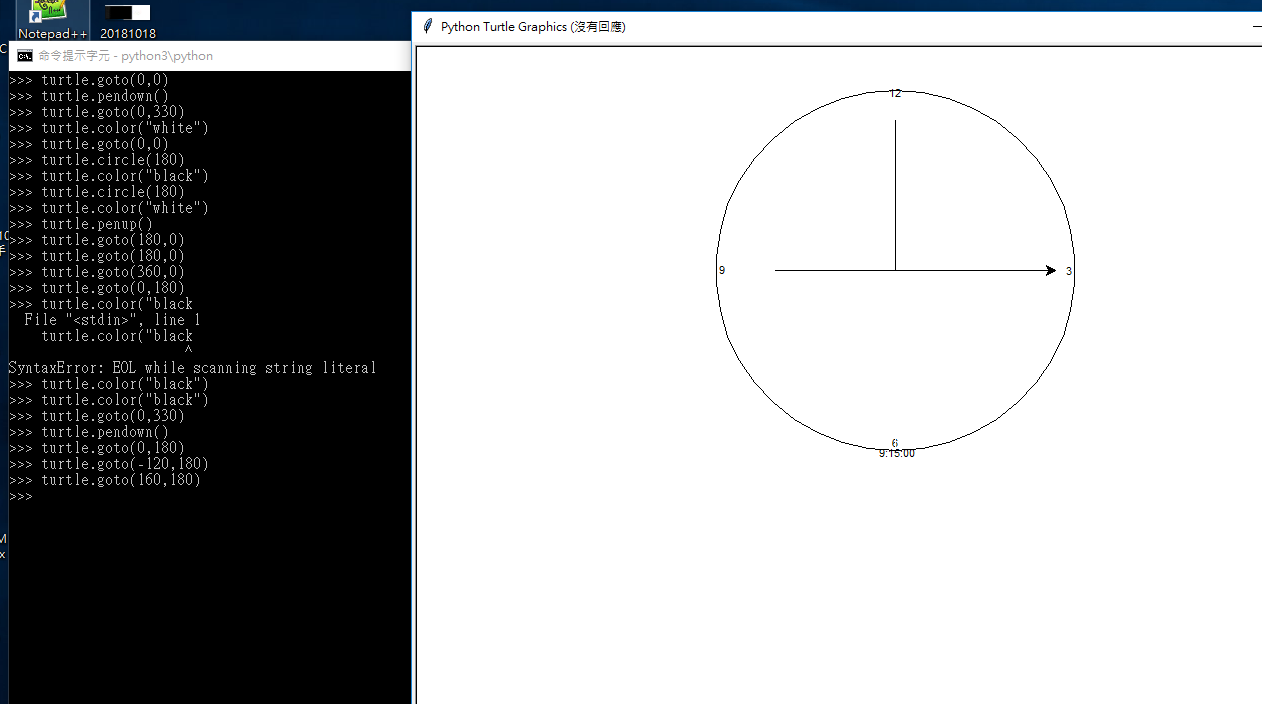 Notepad++
20181018
命令提示字元 - python3\python
>>> turtle.goto(0,0)
>>> turtle.pendown()
>>> turtle.goto(0,330)
>>> turtle.color("white")
>>> turtle.goto(0,0)
>>> turtle.circle(180)
>>> turtle.color("black")
>>> turtle.circle(180)
>>> turtle.color("white")
>>> turtle.penup()
>>> turtle.goto(180,0)
>>> turtle.goto(180,0)
>>> turtle.goto(360,0)
>>> turtle.goto(0,180)
>>> turtle.color("black
File "<stdin>", line 1
turtle.color("black
^
SyntaxError: EOL while scanning string literal
>>> turtle.color("black")
>>> turtle.color("black")
>>> turtle.goto(0,330)
>>> turtle.pendown()
>>> turtle.goto(0,180)
>>> turtle.goto(-120,180)
>>> turtle.goto(160,180)
>>>
Python Turtle Graphics (沒有回應)
12
9
3
6
9:15:00